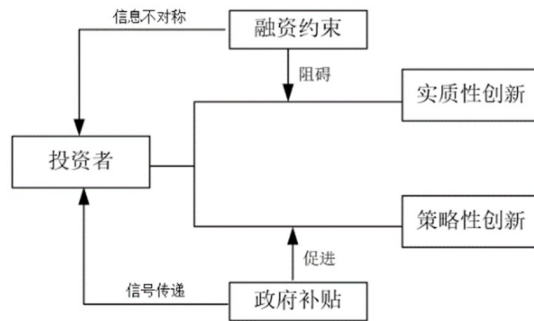 信息不对称
融资约束
阻碍
实质性创新
投资者
策略性创新
促进
信号传递
政府补贴